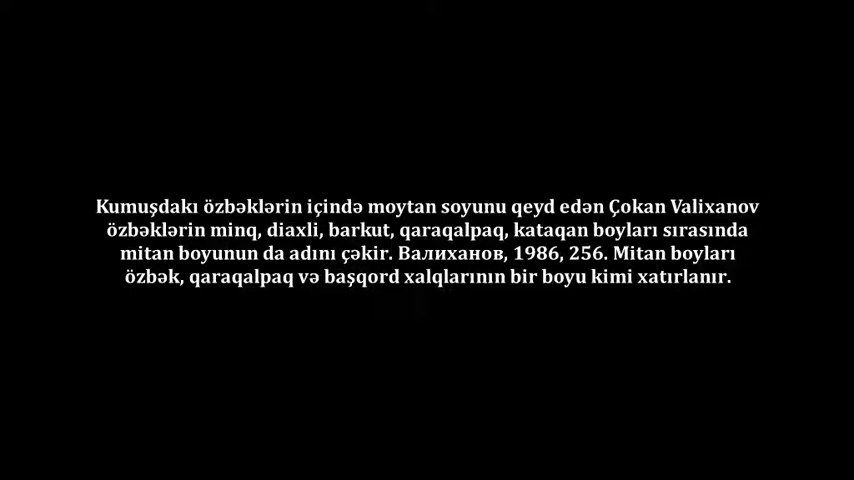 Kumuşdakı özbəklərin içində moytan soyunu qeyd edən Çokan Valixanov
özbəklərin minq, diaxli, barkut, qaraqalpaq, kataqan boyları sırasında
mitan boyunun da adını çəkir. Валиханов, 1986, 256. Mitan boyları
özbək, qaraqalpaq və başqord xalqlarının bir boyu kimi xatırlanır.